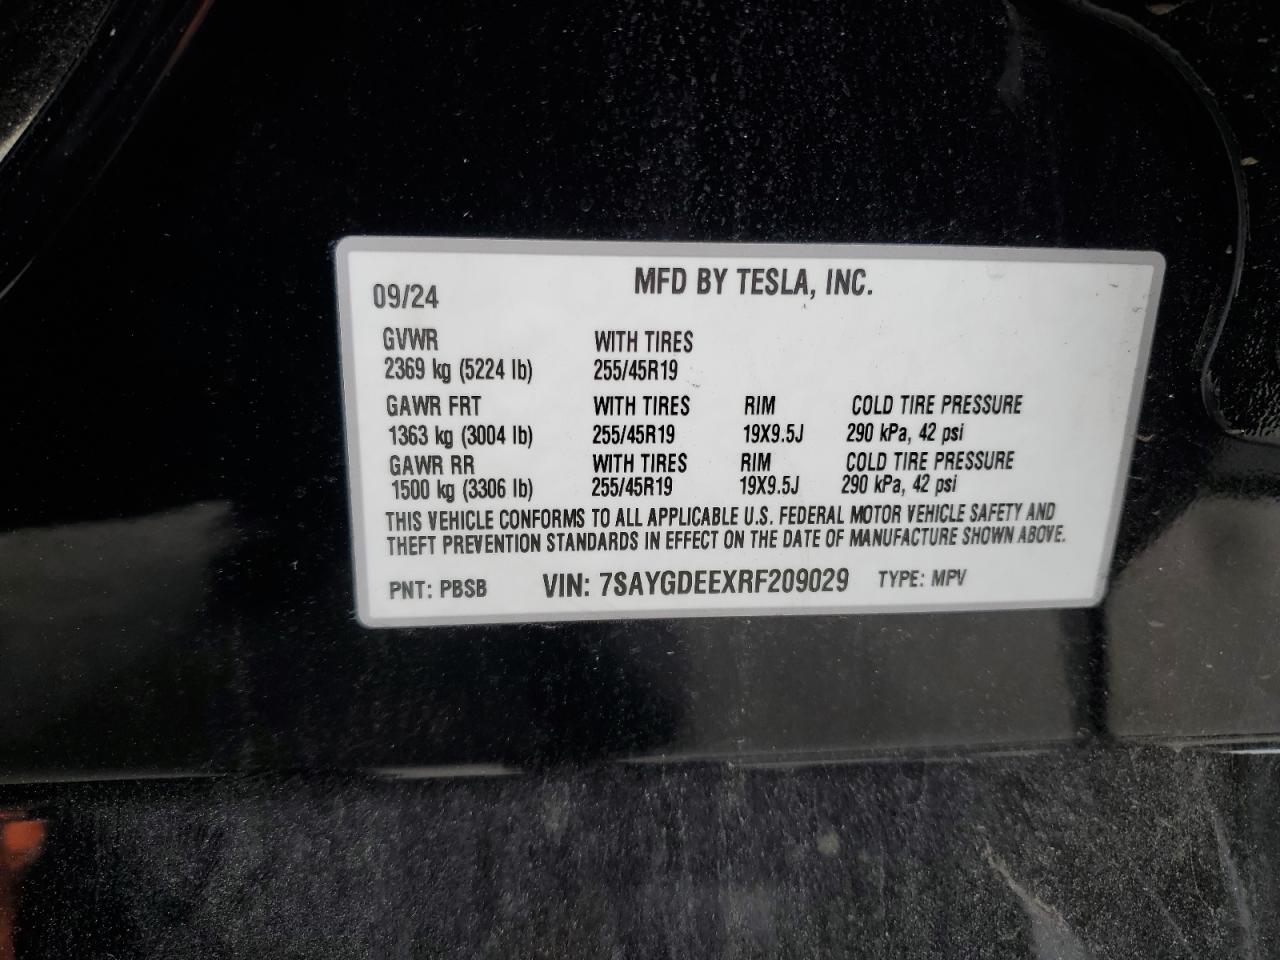 MFD BY TESLA, INC.
09/24
GVWR WITH TIRES
2369 kg (5224 lb) 255/45R19
GAWR FRT WITH TIRES RIM COLD TIRE PRESSURE
1363 kg (3004 lb) 255/45R19 19X9.5J 290 kPa, 42 psi
GAWR RR WITH TIRES RIM COLD TIRE PRESSURE
1500 kg (3306 lb) 255/45R19 19X9.5J 290 kPa, 42 psi
THIS VEHICLE CONFORMS TO ALL APPLICABLE U.S. FEDERAL MOTOR VEHICLE SAFETY AND
THEFT PREVENTION STANDARDS IN EFFECT ON THE DATE OF MANUFACTURE SHOWN ABOVE.
PNT: PBSB VIN: 7SAYGDEEXRF209029 TYPE: MPV